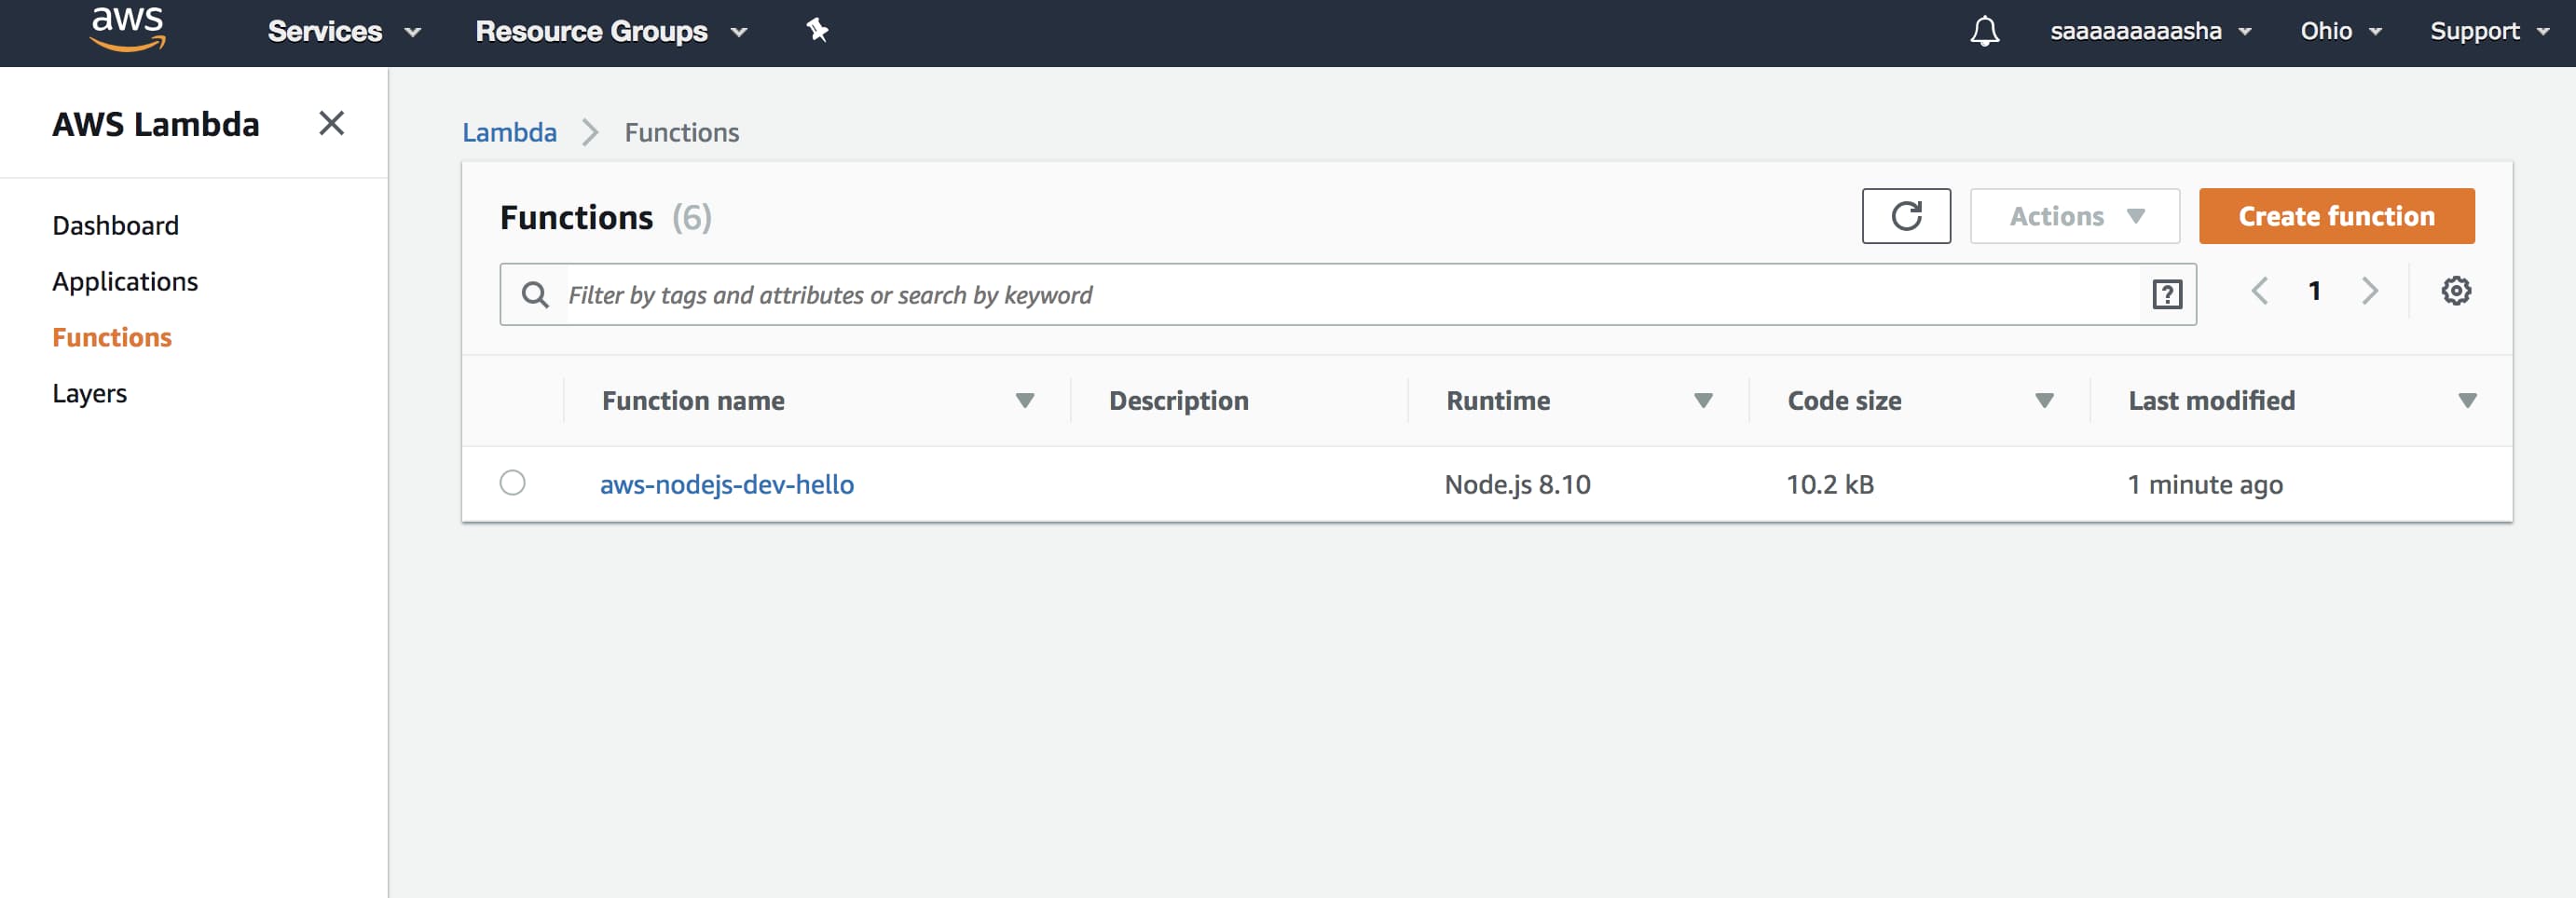 aws Services Resource Groups saaaaaaaaasha Ohio Support
AWS Lambda
Dashboard
Applications
Functions
Layers
Lambda Functions
Functions (6) Actions Create function
Filter by tags and attributes or search by keyword ? 1
Function name Description Runtime Code size Last modified
aws-nodejs-dev-hello Node.js 8.10 10.2 kB 1 minute ago